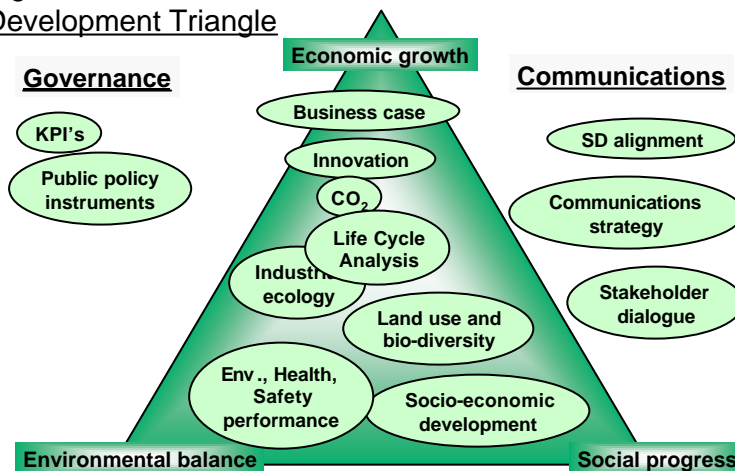 Development Triangle
Economic growth
Governance
Communications
Business case
KPI's
SD alignment
Innovation
Public policy
instruments
CO₂
Communications
strategy
Life Cycle
Analysis
Industri
ecology
Stakeholder
dialogue
Land use and
bio-diversity
Env., Health,
Safety
performance
Socio-economic
development
Environmental balance
Social progress